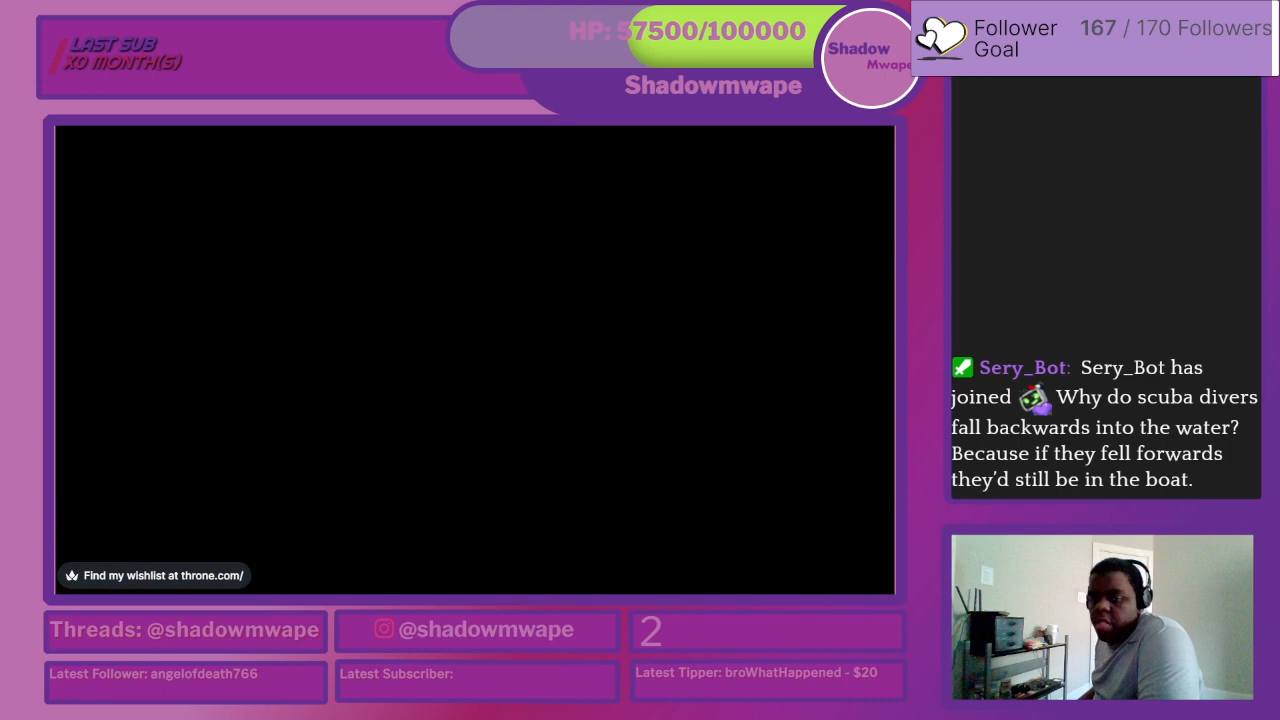 LAST SUB
X0 MONTH(S)
HP: 57500/100000
Shadowmwape
Shadow
Mwape
Follower
Goal
167 / 170 Followers
Sery_Bot: Sery_Bot has
joined Why do scuba divers
fall backwards into the water?
Because if they fell forwards
they'd still be in the boat.
Find my wishlist at throne.com/
Threads: @shadowmwape
@shadowmwape
2
Latest Follower: angelofdeath766
Latest Subscriber:
Latest Tipper: broWhatHappened - $20